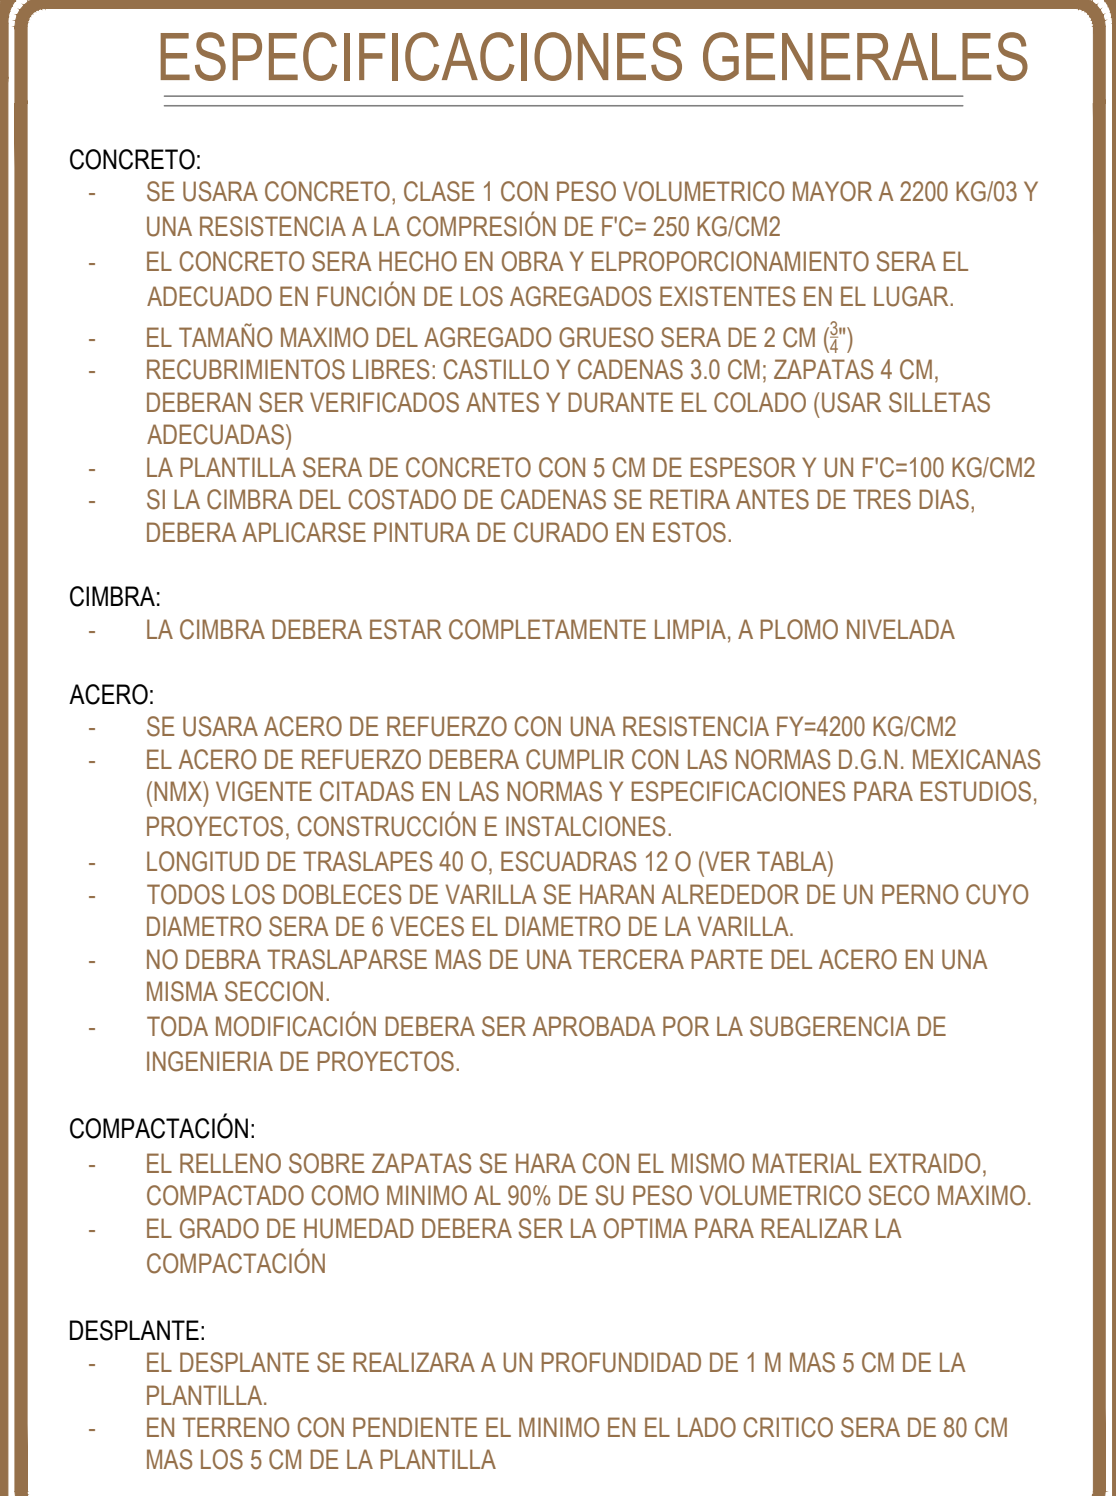 ESPECIFICACIONES GENERALES
CONCRETO:
- SE USARA CONCRETO, CLASE 1 CON PESO VOLUMETRICO MAYOR A 2200 KG/03 Y
UNA RESISTENCIA A LA COMPRESIÓN DE F'C= 250 KG/CM2
- EL CONCRETO SERA HECHO EN OBRA Y ELPROPORCIONAMIENTO SERA EL
ADECUADO EN FUNCIÓN DE LOS AGREGADOS EXISTENTES EN EL LUGAR.
- EL TAMAÑO MAXIMO DEL AGREGADO GRUESO SERA DE 2 CM (3/4")
- RECUBRIMIENTOS LIBRES: CASTILLO Y CADENAS 3.0 CM; ZAPATAS 4 CM,
DEBERAN SER VERIFICADOS ANTES Y DURANTE EL COLADO (USAR SILLETAS
ADECUADAS)
- LA PLANTILLA SERA DE CONCRETO CON 5 CM DE ESPESOR Y UN F'C=100 KG/CM2
- SI LA CIMBRA DEL COSTADO DE CADENAS SE RETIRA ANTES DE TRES DIAS,
DEBERA APLICARSE PINTURA DE CURADO EN ESTOS.
CIMBRA:
- LA CIMBRA DEBERA ESTAR COMPLETAMENTE LIMPIA, A PLOMO NIVELADA
ACERO:
- SE USARA ACERO DE REFUERZO CON UNA RESISTENCIA FY=4200 KG/CM2
- EL ACERO DE REFUERZO DEBERA CUMPLIR CON LAS NORMAS D.G.N. MEXICANAS
(NMX) VIGENTE CITADAS EN LAS NORMAS Y ESPECIFICACIONES PARA ESTUDIOS,
PROYECTOS, CONSTRUCCIÓN E INSTALCIONES.
- LONGITUD DE TRASLAPES 40 O, ESCUADRAS 12 O (VER TABLA)
- TODOS LOS DOBLECES DE VARILLA SE HARAN ALREDEDOR DE UN PERNO CUYO
DIAMETRO SERA DE 6 VECES EL DIAMETRO DE LA VARILLA.
- NO DEBRA TRASLAPARSE MAS DE UNA TERCERA PARTE DEL ACERO EN UNA
MISMA SECCION.
- TODA MODIFICACIÓN DEBERA SER APROBADA POR LA SUBGERENCIA DE
INGENIERIA DE PROYECTOS.
COMPACTACIÓN:
- EL RELLENO SOBRE ZAPATAS SE HARA CON EL MISMO MATERIAL EXTRAIDO,
COMPACTADO COMO MINIMO AL 90% DE SU PESO VOLUMETRICO SECO MAXIMO.
- EL GRADO DE HUMEDAD DEBERA SER LA OPTIMA PARA REALIZAR LA
COMPACTACIÓN
DESPLANTE:
- EL DESPLANTE SE REALIZARA A UN PROFUNDIDAD DE 1 M MAS 5 CM DE LA
PLANTILLA.
- EN TERRENO CON PENDIENTE EL MINIMO EN EL LADO CRITICO SERA DE 80 CM
MAS LOS 5 CM DE LA PLANTILLA